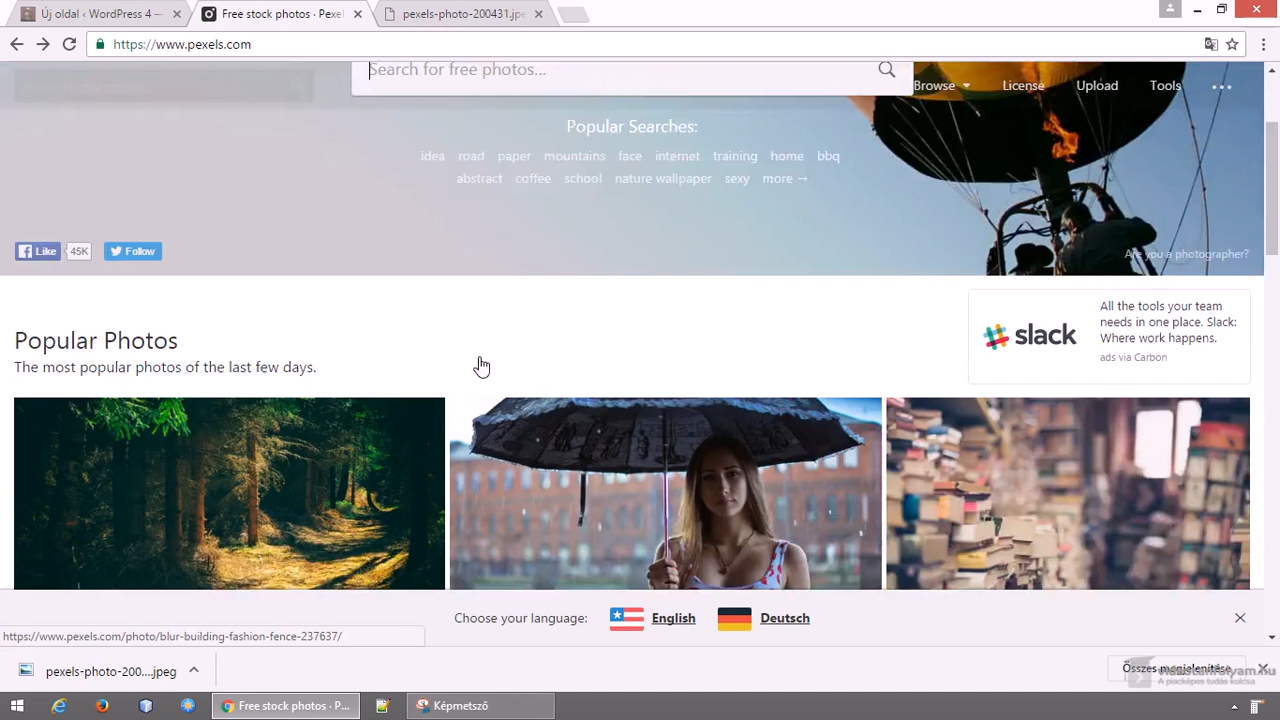 Új oldal ‹ WordPress 4 —
Free stock photos · Pexel
pexels-photo-200431.jpe
https://www.pexels.com
Search for free photos...
Browse
License
Upload
Tools
Popular Searches:
idea road paper mountains face internet training home bbq
abstract coffee school nature wallpaper sexy more →
Like 45K Follow
Are you a photographer?
All the tools your team
needs in one place. Slack:
Where work happens.
ads via Carbon
slack
Popular Photos
The most popular photos of the last few days.
Choose your language: English Deutsch
https://www.pexels.com/photo/blur-building-fashion-fence-237637/
pexels-photo-200....jpeg
Összes megjelenítése
A piacképes tudás kulcsa
Free stock photos · P...
Képmetsző